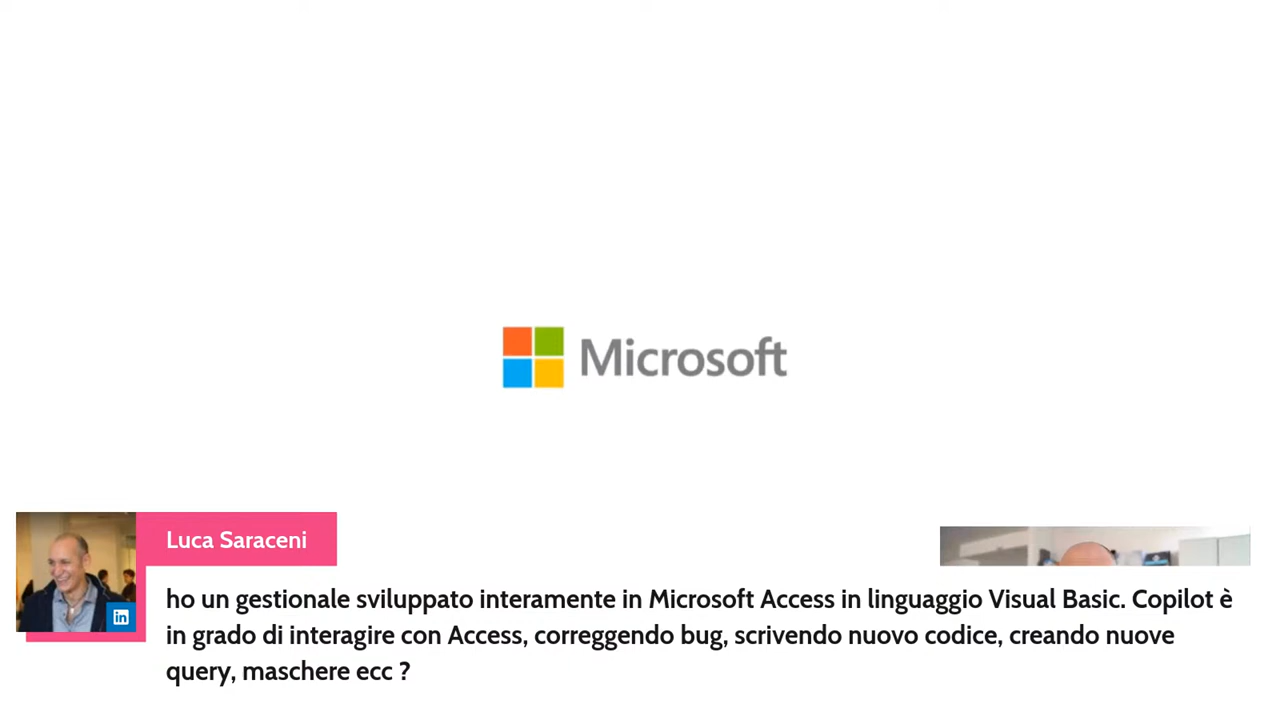 Microsoft
Luca Saraceni
in
ho un gestionale sviluppato interamente in Microsoft Access in linguaggio Visual Basic. Copilot è
in grado di interagire con Access, correggendo bug, scrivendo nuovo codice, creando nuove
query, maschere ecc ?